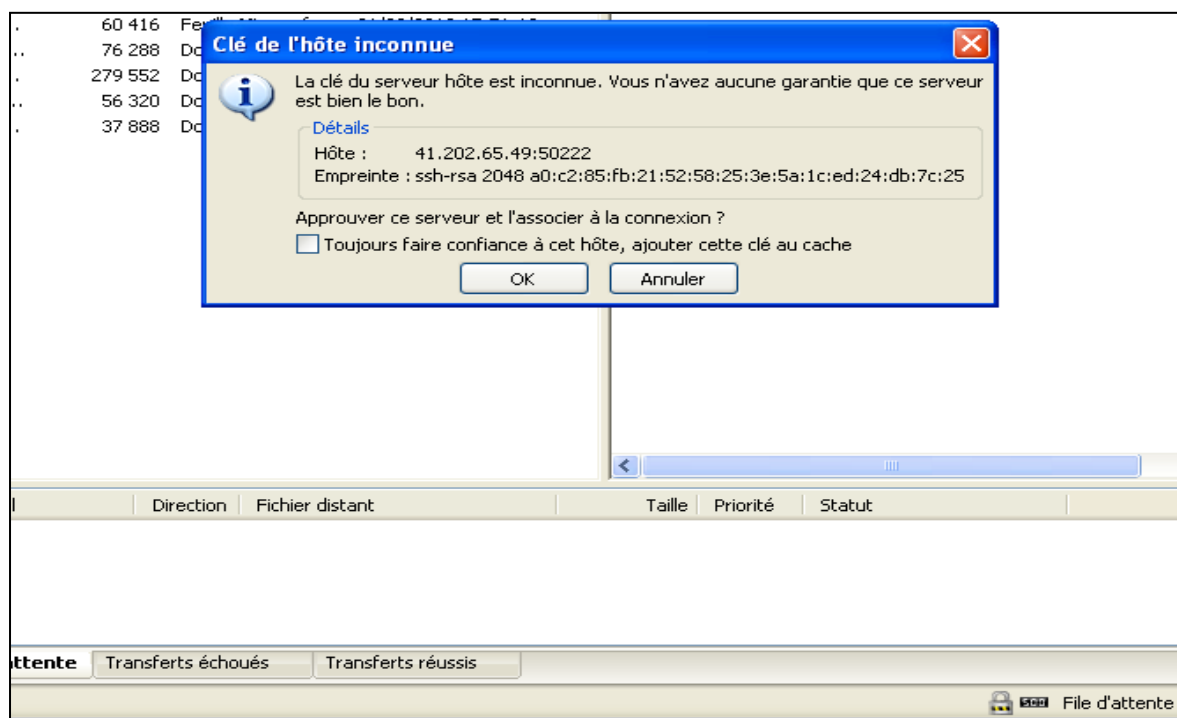 60 416
76 288
279 552
56 320
37 888
Clé de l'hôte inconnue
La clé du serveur hôte est inconnue. Vous n'avez aucune garantie que ce serveur
est bien le bon.
Détails
Hôte : 41.202.65.49:50222
Empreinte : ssh-rsa 2048 a0:c2:85:fb:21:52:58:25:3e:5a:1c:ed:24:db:7c:25
Approuver ce serveur et l'associer à la connexion ?
Toujours faire confiance à cet hôte, ajouter cette clé au cache
OK Annuler
Direction Fichier distant Taille Priorité Statut
attente Transferts échoués Transferts réussis
File d'attente